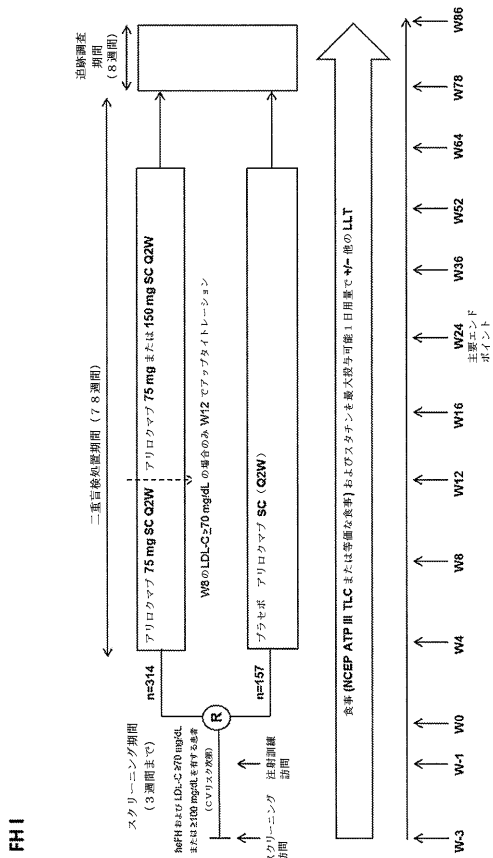 FH I
スクリーニング期間
(3週間まで)
二重盲検処置期間(78週間)
追跡調査
期間
(8週間)
heFH および LDL-C ≥70 mg/dL
または ≥100 mg/dLを有する患者
(CVリスク次第)
R
n=314
n=157
アリロクマブ 75 mg SC Q2W
アリロクマブ 75 mg または 150 mg SC Q2W
W8のLDL-C ≥70 mg/dL の場合のみ W12 でアップタイトレーション
プラセボ アリロクマブ SC (Q2W)
スクリーニング
訪問
注射訓練
訪問
食事 (NCEP ATP III TLC または等価な食事) およびスタチンを最大投与可能1日用量で +/− 他の LLT
W-3
W-1
W0
W4
W8
W12
W16
W24
主要エンド
ポイント
W36
W52
W64
W78
W86